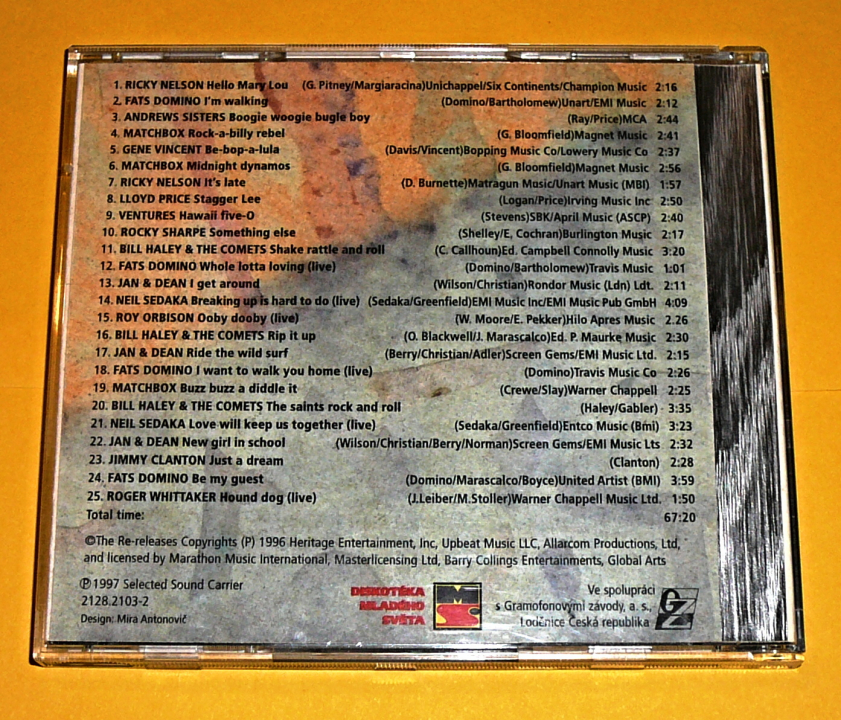 1. RICKY NELSON Hello Mary Lou (G. Pitney/Margiaracina)Unichappel/Six Continents/Champion Music 2:16
2. FATS DOMINO I'm walking (Domino/Bartholomew)Unart/EMI Music 2:12
3. ANDREWS SISTERS Boogie woogie bugle boy (Ray/Price)MCA 2:44
4. MATCHBOX Rock-a-billy rebel (G. Bloomfield)Magnet Music 2:41
5. GENE VINCENT Be-bop-a-lula (Davis/Vincent)Bopping Music Co/Lowery Music Co 2:37
6. MATCHBOX Midnight dynamos (G. Bloomfield)Magnet Music 2:56
7. RICKY NELSON It's late (D. Burnette)Matragun Music/Unart Music (MBI) 1:57
8. LLOYD PRICE Stagger Lee (Logan/Price)Irving Music Inc 2:50
9. VENTURES Hawaii five-O (Stevens)SBK/April Music (ASCP) 2:40
10. ROCKY SHARPE Something else (Shelley/E. Cochran)Burlington Music 2:17
11. BILL HALEY & THE COMETS Shake rattle and roll (C. Callhoun)Ed. Campbell Connolly Music 3:20
12. FATS DOMINO Whole lotta loving (live) (Domino/Bartholomew)Travis Music 1:01
13. JAN & DEAN I get around (Wilson/Christian)Rondor Music (Ldn) Ldt. 2:11
14. NEIL SEDAKA Breaking up is hard to do (live) (Sedaka/Greenfield)EMI Music Inc/EMI Music Pub GmbH 4:09
15. ROY ORBISON Ooby dooby (live) (W. Moore/E. Pekker)Hilo Apres Music 2.26
16. BILL HALEY & THE COMETS Rip it up (O. Blackwell/J. Marascalco)Ed. P. Maurke Music 2:30
17. JAN & DEAN Ride the wild surf (Berry/Christian/Adler)Screen Gems/EMI Music Ltd. 2:15
18. FATS DOMINO I want to walk you home (live) (Domino)Travis Music Co 2:26
19. MATCHBOX Buzz buzz a diddle it (Crewe/Slay)Warner Chappell 2:25
20. BILL HALEY & THE COMETS The saints rock and roll (Haley/Gabler) 3:35
21. NEIL SEDAKA Love will keep us together (live) (Sedaka/Greenfield)Entco Music (Bmi) 3:23
22. JAN & DEAN New girl in school (Wilson/Christian/Berry/Norman)Screen Gems/EMI Music Lts 2:32
23. JIMMY CLANTON Just a dream (Clanton) 2:28
24. FATS DOMINO Be my guest (Domino/Marascalco/Boyce)United Artist (BMI) 3:59
25. ROGER WHITTAKER Hound dog (live) (J.Leiber/M.Stoller)Warner Chappell Music Ltd. 1:50
Total time: 67:20
©The Re-releases Copyrights (P) 1996 Heritage Entertainment, Inc, Upbeat Music LLC, Allarcom Productions, Ltd,
and licensed by Marathon Music International, Masterlicensing Ltd, Barry Collings Entertainments, Global Arts
℗1997 Selected Sound Carrier
2128.2103-2
Design: Mira Antonovič
DISKOTÉKA
MLADÉHO
SVĚTA
M
S
Ve spolupráci
s Gramofonovými závody, a. s.,
Loděnice Česká republika
GZ